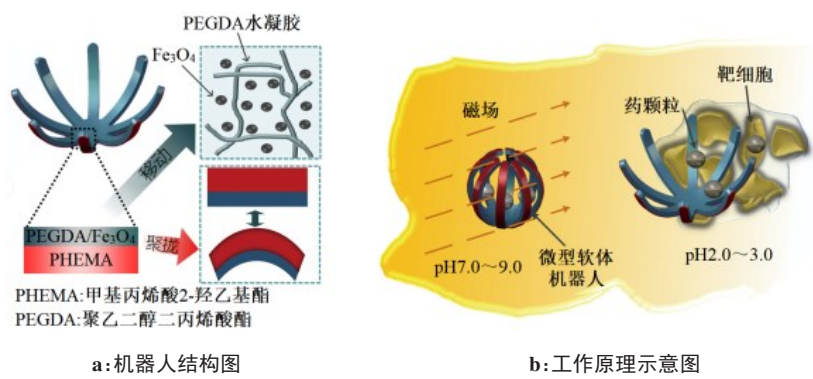 PEGDA水凝胶
Fe₃O₄
移动
PEGDA/Fe₃O₄
PHEMA
聚拢
PHEMA:甲基丙烯酸2-羟乙基酯
PEGDA:聚乙二醇二丙烯酸酯
a:机器人结构图
磁场
药颗粒
靶细胞
pH7.0～9.0
微型软体
机器人
pH2.0～3.0
b:工作原理示意图